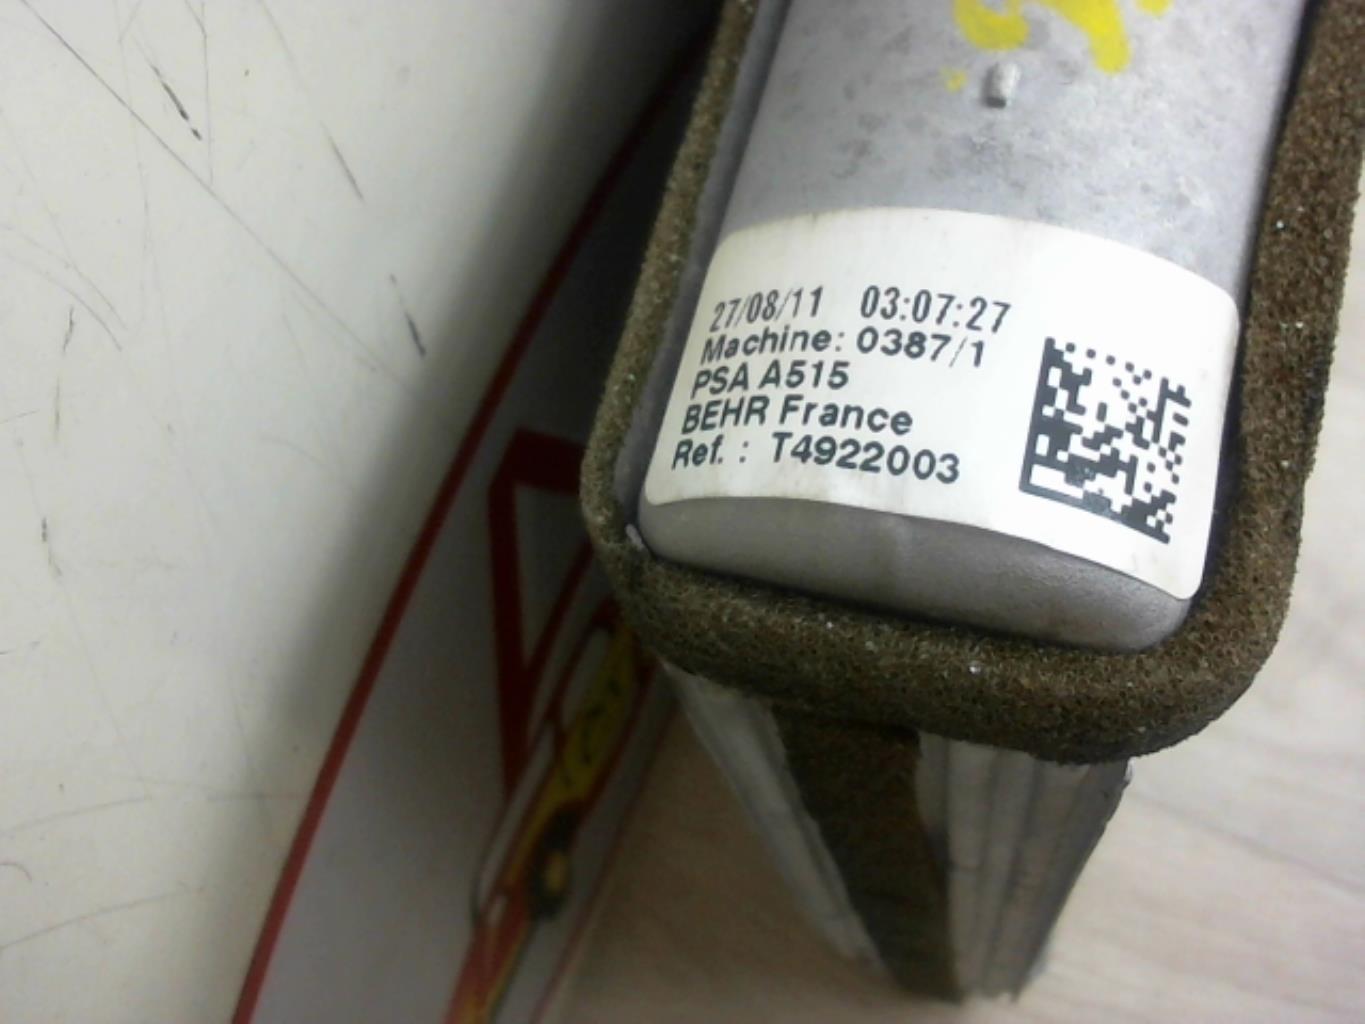 27/08/11 03:07:27
Machine: 0387/1
PSA A515
BEHR France
Ref. : T4922003